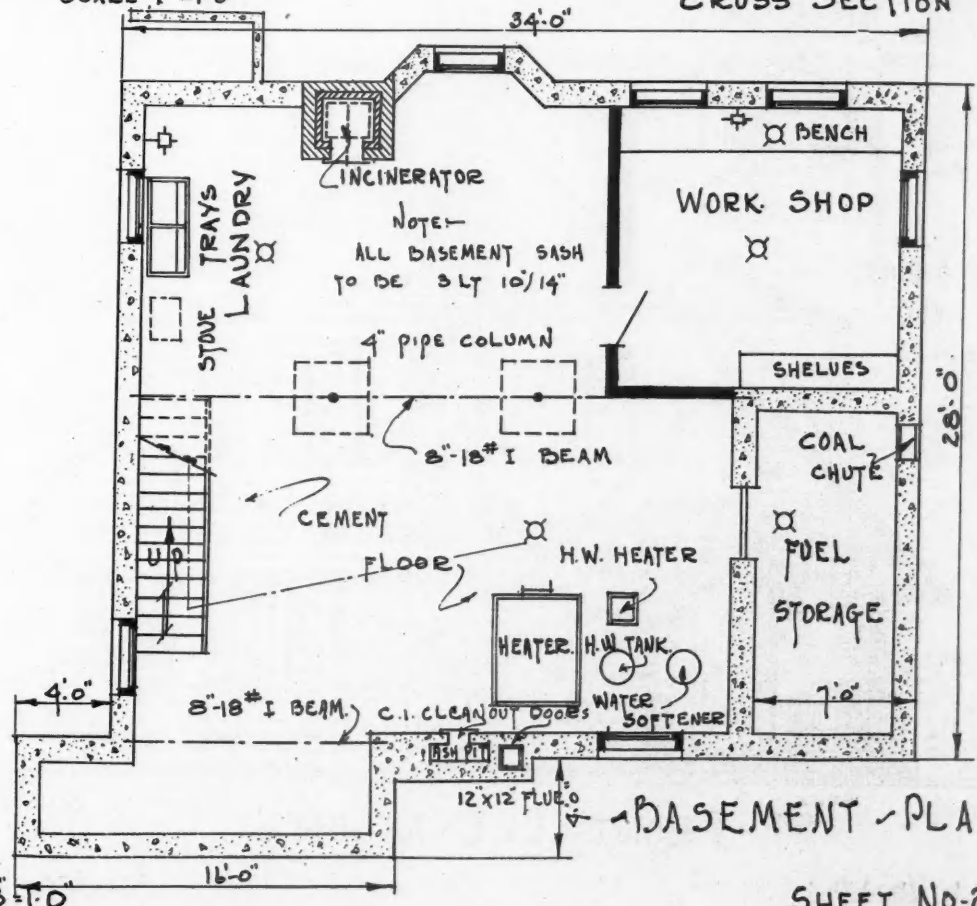 34'-0"
CROSS SECTION
INCINERATOR
BENCH
WORK SHOP
TRAYS
LAUNDRY
NOTE:-
ALL BASEMENT SASH
TO BE 3 LT 10"/14"
STOVE
4" PIPE COLUMN
SHELVES
28'-0"
8"-18# I BEAM
COAL
CHUTE
CEMENT
FLOOR
UP
H.W. HEATER
FUEL
STORAGE
HEATER
H.W. TANK.
WATER
SOFTENER
7'-0"
4'-0"
8"-18# I BEAM.
C.I. CLEANOUT DOORS
ASH PIT
12"x12" FLUE
BASEMENT - PLA
16'-0"
SHEET NO-2